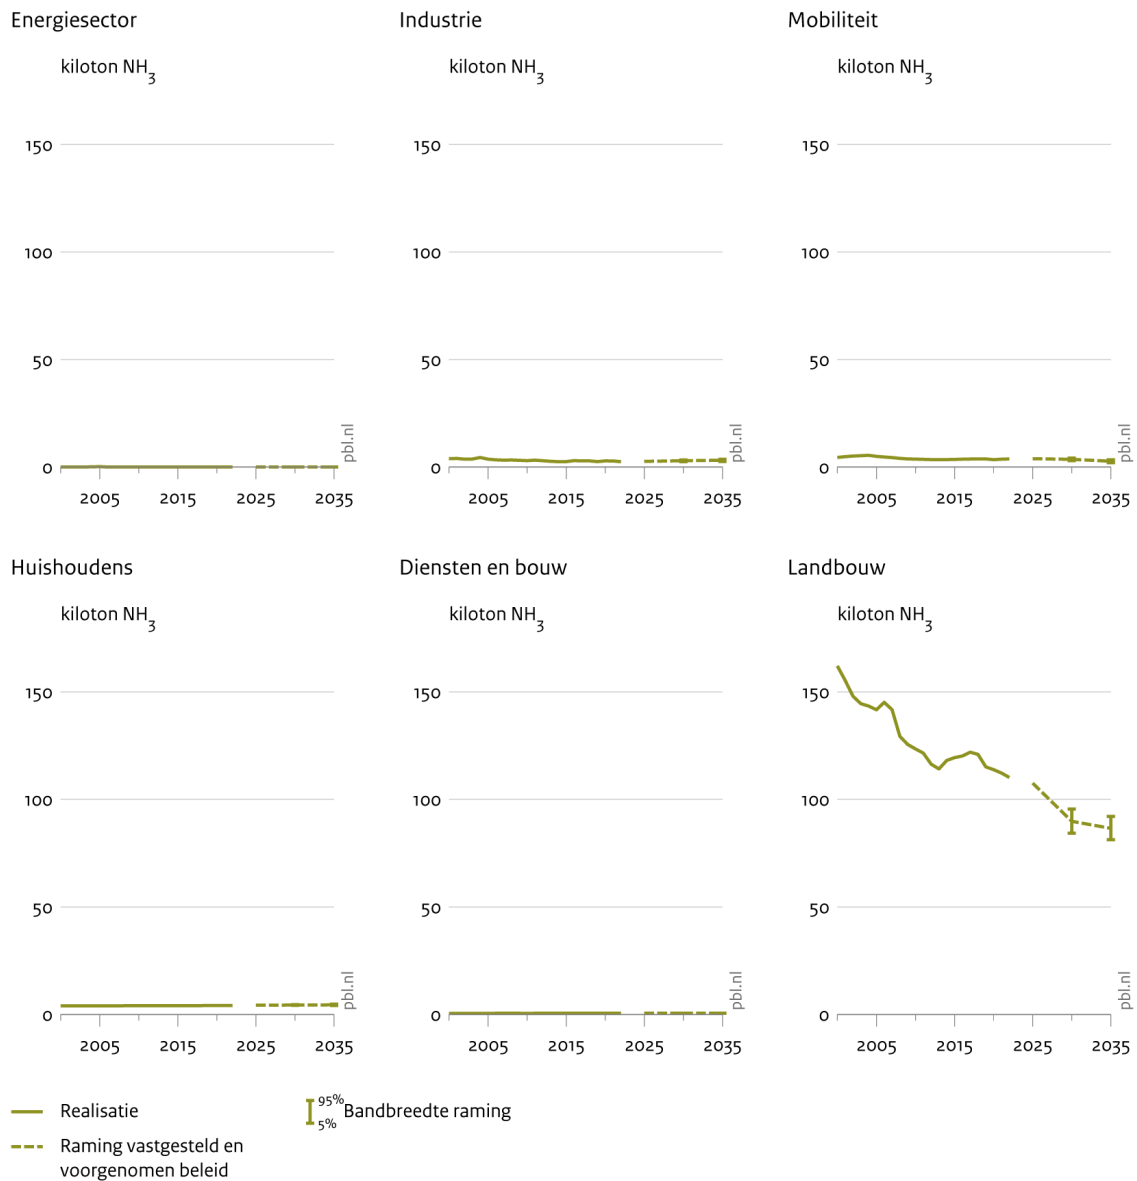 Energiesector
kiloton NH3
150
100
50
0
2005 2015 2025 2035
pbl.nl
Industrie
kiloton NH3
150
100
50
0
2005 2015 2025 2035
pbl.nl
Mobiliteit
kiloton NH3
150
100
50
0
2005 2015 2025 2035
pbl.nl
Huishoudens
kiloton NH3
150
100
50
0
2005 2015 2025 2035
pbl.nl
Diensten en bouw
kiloton NH3
150
100
50
0
2005 2015 2025 2035
pbl.nl
Landbouw
kiloton NH3
150
100
50
0
2005 2015 2025 2035
pbl.nl
Realisatie
Raming vastgesteld en
voorgenomen beleid
95%
5%
Bandbreedte raming